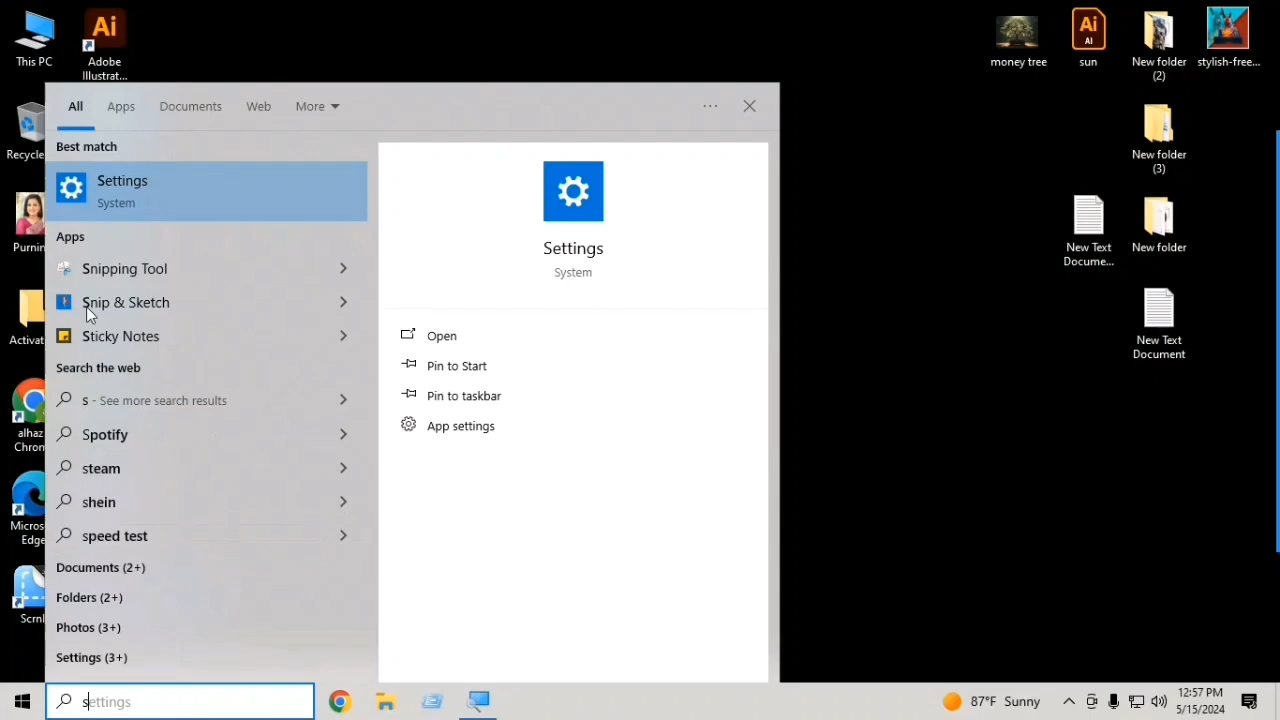 This PC
Adobe
Illustrat...
Recycle
Purnin
Activat
alhaz
Chron
Micros
Edge
Scrnl
Ai
All
Apps
Documents
Web
More
Best match
Settings
System
Apps
Snipping Tool
Snip & Sketch
Sticky Notes
Search the web
s - See more search results
Spotify
steam
shein
speed test
Documents (2+)
Folders (2+)
Photos (3+)
Settings (3+)
Settings
System
Open
Pin to Start
Pin to taskbar
App settings
money tree
Ai
AI
sun
New folder
(2)
stylish-free...
New folder
(3)
New Text
Docume...
New folder
New Text
Document
settings
87°F Sunny
12:57 PM
5/15/2024